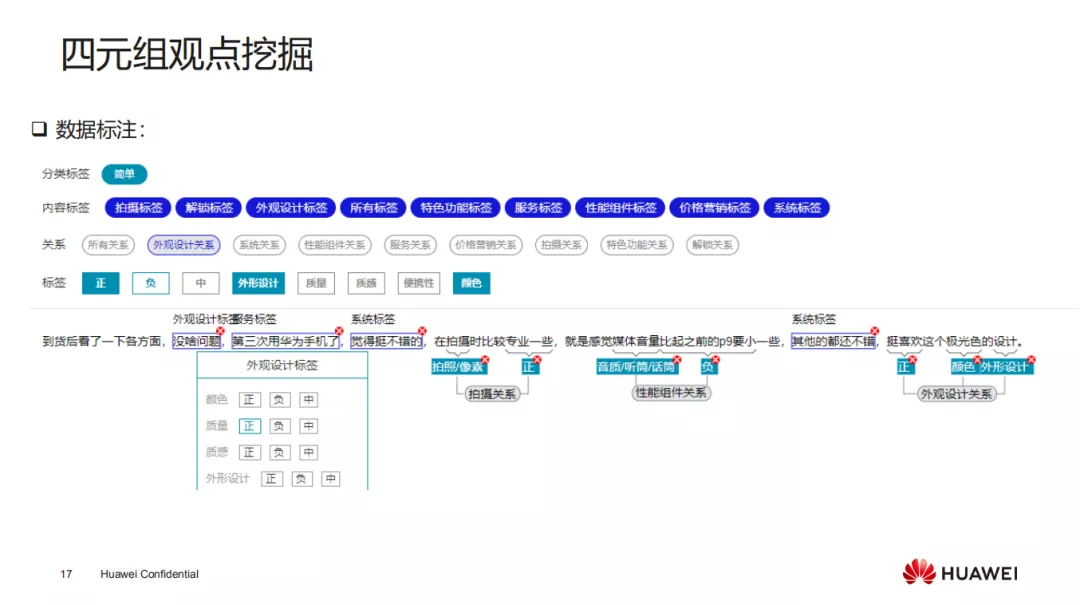 四元组观点挖掘
数据标注：
分类标签 简单
内容标签 拍摄标签 解锁标签 外观设计标签 所有标签 特色功能标签 服务标签 性能组件标签 价格营销标签 系统标签
关系 所有关系 外观设计关系 系统关系 性能组件关系 服务关系 价格营销关系 拍摄关系 特色功能关系 解锁关系
标签 正 负 中 外形设计 质量 质感 便携性 颜色
外观设计标签 服务标签 系统标签 系统标签
到货后看了一下各方面，没啥问题，第三次用华为手机了，觉得挺不错的，在拍摄时比较专业一些，就是感觉媒体音量比起之前的p9要小一些，其他的都还不错，挺喜欢这个极光色的设计。
拍照/像素 正 音质/听筒/话筒 负 正 颜色 外形设计
拍摄关系 性能组件关系 外观设计关系
外观设计标签
颜色 正 负 中
质量 正 负 中
质感 正 负 中
外形设计 正 负 中
17 Huawei Confidential
HUAWEI